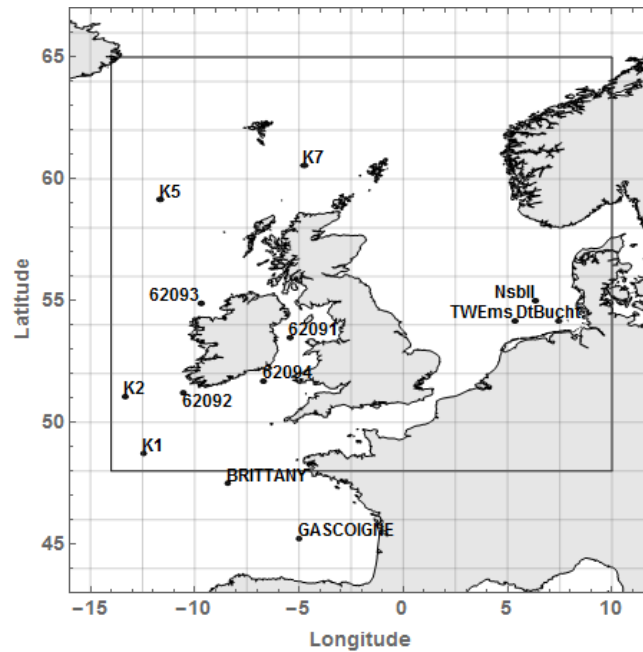 65
60
55
50
45
Latitude
K7
K5
NsbII
62093
TWEms DtBucht
62091
62094
K2
62092
K1
BRITTANY
GASCOIGNE
−15
−10
−5
0
5
10
Longitude